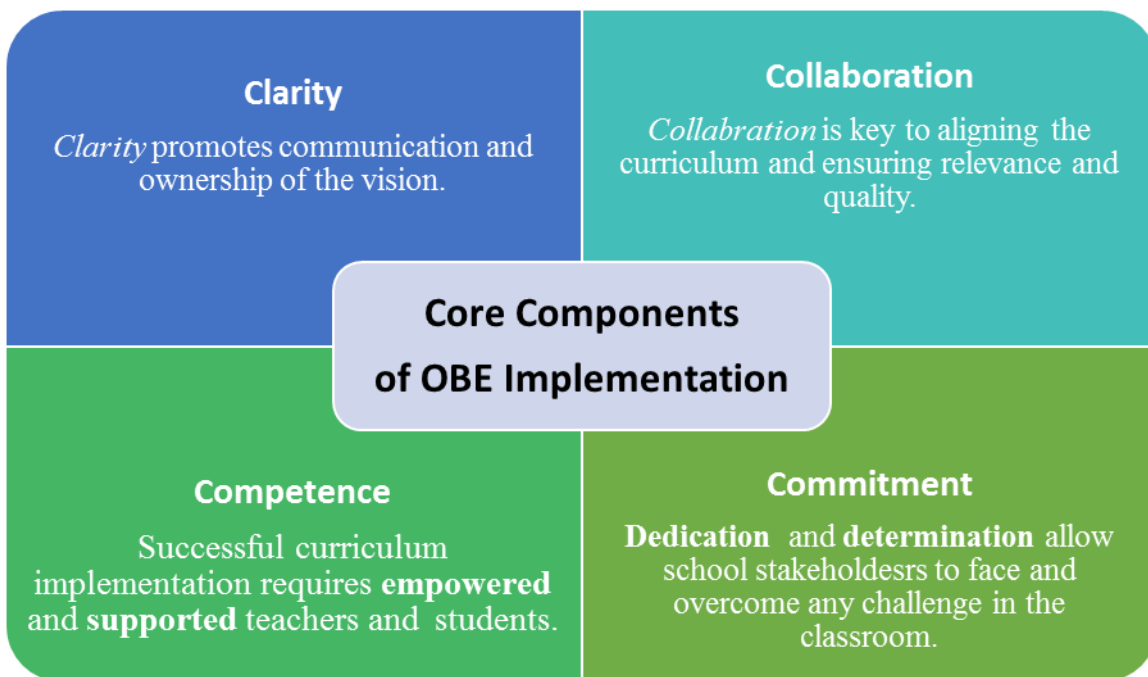 Clarity
Clarity promotes communication and
ownership of the vision.
Collaboration
Collabration is key to aligning the
curriculum and ensuring relevance and
quality.
Core Components
of OBE Implementation
Competence
Successful curriculum
implementation requires empowered
and supported teachers and students.
Commitment
Dedication and determination allow
school stakeholdesrs to face and
overcome any challenge in the
classroom.